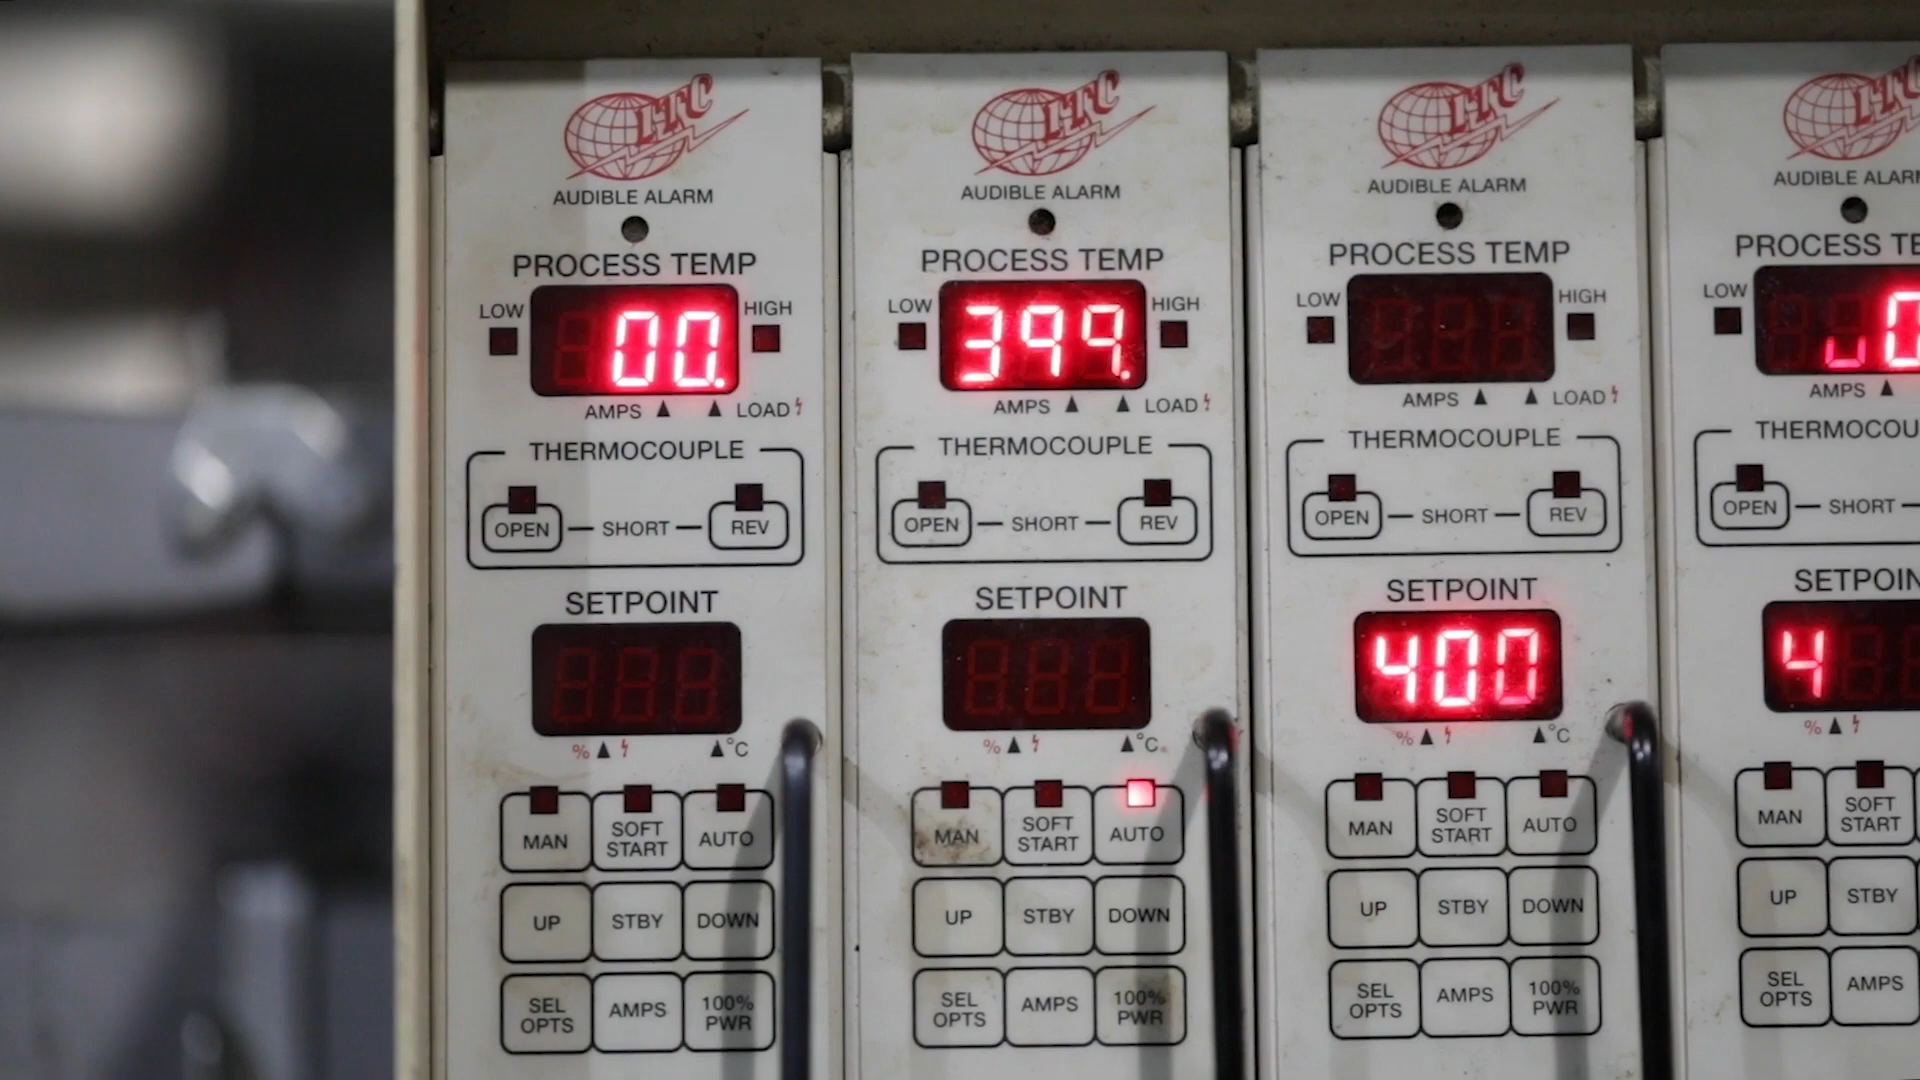 ITC
AUDIBLE ALARM
PROCESS TEMP
LOW
HIGH
00.
AMPS ▲ ▲ LOAD
THERMOCOUPLE
OPEN — SHORT — REV
SETPOINT
% ▲ ▲°C
MAN
SOFT
START
AUTO
UP
STBY
DOWN
SEL
OPTS
AMPS
100%
PWR
ITC
AUDIBLE ALARM
PROCESS TEMP
LOW
HIGH
399.
AMPS ▲ ▲ LOAD
THERMOCOUPLE
OPEN — SHORT — REV
SETPOINT
% ▲ ▲°C
MAN
SOFT
START
AUTO
UP
STBY
DOWN
SEL
OPTS
AMPS
100%
PWR
ITC
AUDIBLE ALARM
PROCESS TEMP
LOW
HIGH
AMPS ▲ ▲ LOAD
THERMOCOUPLE
OPEN — SHORT — REV
SETPOINT
400
% ▲ ▲°C
MAN
SOFT
START
AUTO
UP
STBY
DOWN
SEL
OPTS
AMPS
100%
PWR
AUDIBLE ALARM
PROCESS TE
LOW
AMPS ▲
THERMOCOU
OPEN — SHORT —
SETPOIN
4
% ▲
MAN
SOFT
START
UP
STBY
SEL
OPTS
AMPS